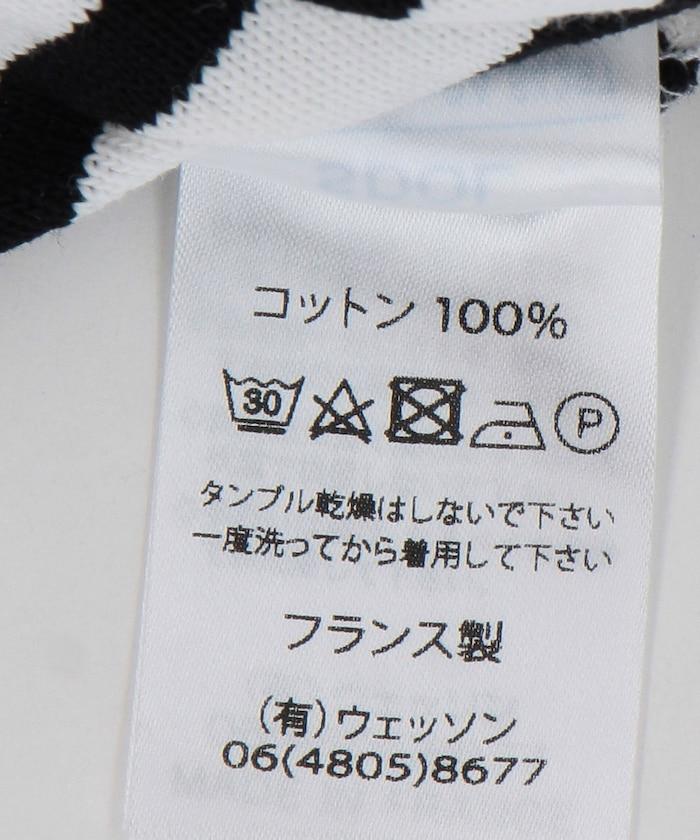 コットン 100%
30 P
タンブル乾燥はしないで下さい
一度洗ってから着用して下さい
フランス製
(有)ウェッソン
06(4805)8677